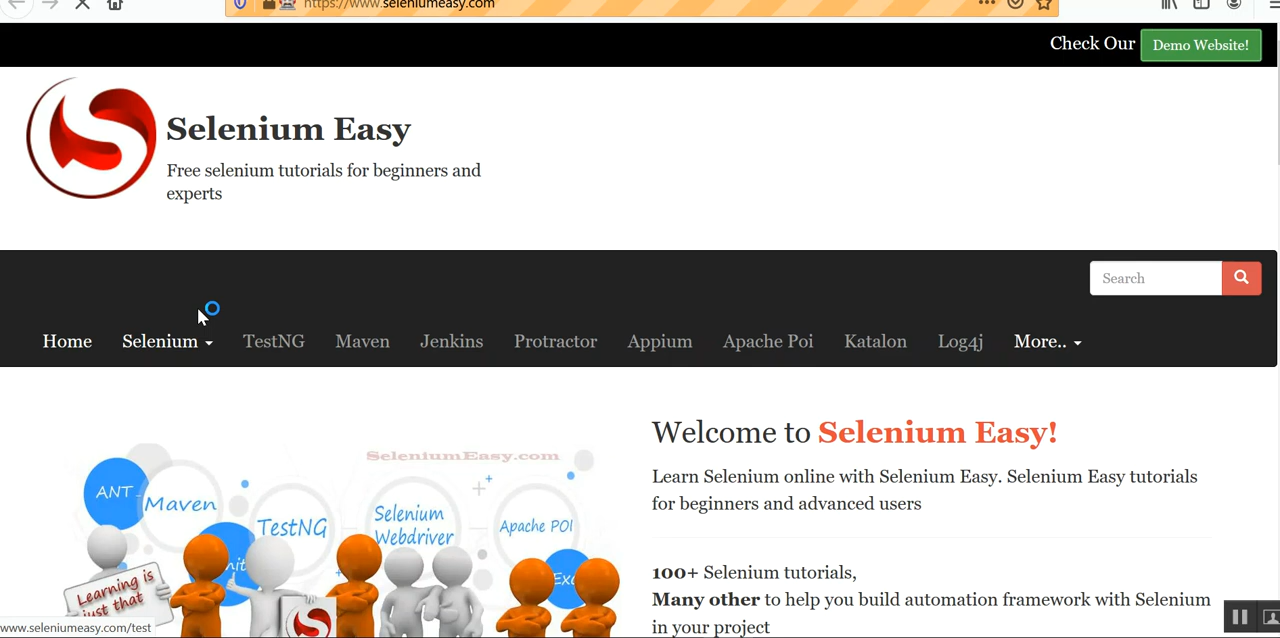 https://www.seleniumeasy.com
Check Our Demo Website!
Selenium Easy
Free selenium tutorials for beginners and
experts
Search
Home Selenium TestNG Maven Jenkins Protractor Appium Apache Poi Katalon Log4j More..
Welcome to Selenium Easy!
Learn Selenium online with Selenium Easy. Selenium Easy tutorials
for beginners and advanced users
100+ Selenium tutorials,
Many other to help you build automation framework with Selenium
in your project
SeleniumEasy.com
ANT
Maven
TestNG
Selenium
Webdriver
Apache POI
Learning is
just that
www.seleniumeasy.com/test